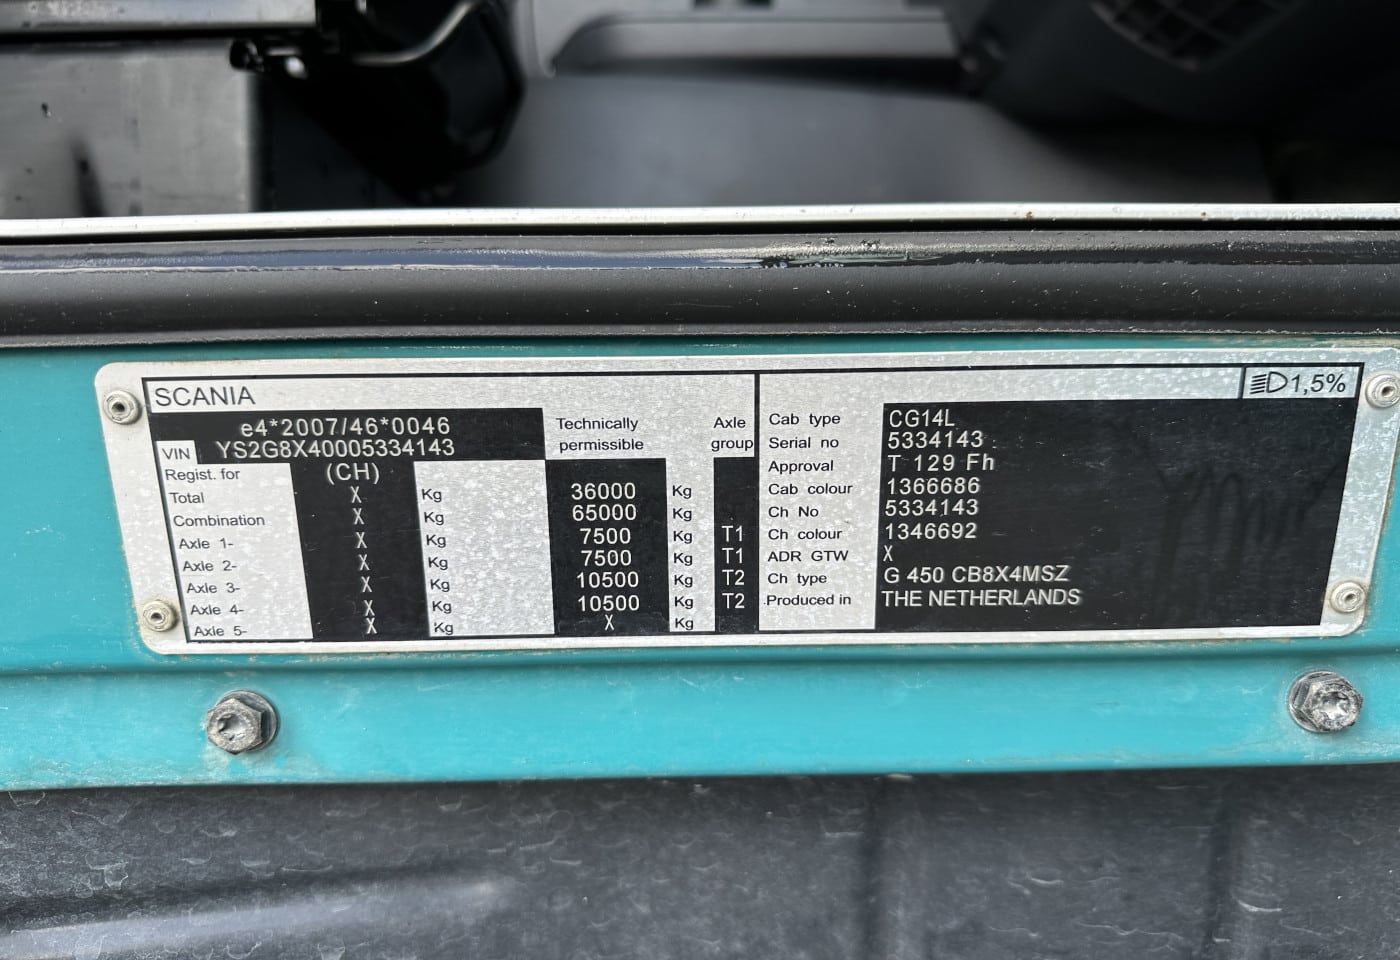 SCANIA
1,5%
e4*2007/46*0046
VIN YS2G8X40005334143
Technically permissible
Axle group
Regist. for (CH)
Total X Kg 36000 Kg
Combination X Kg 65000 Kg
Axle 1- X Kg 7500 Kg T1
Axle 2- X Kg 7500 Kg T1
Axle 3- X Kg 10500 Kg T2
Axle 4- X Kg 10500 Kg T2
Axle 5- X Kg X Kg
Cab type CG14L
Serial no 5334143
Approval T 129 Fh
Cab colour 1366686
Ch No 5334143
Ch colour 1346692
ADR GTW X
Ch type G 450 CB8X4MSZ
Produced in THE NETHERLANDS